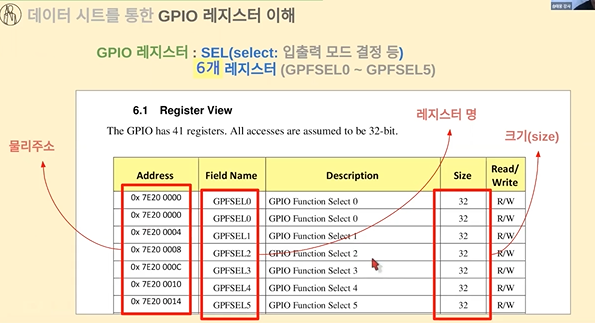 데이터 시트를 통한 GPIO 레지스터 이해
GPIO 레지스터 : SEL(select: 입출력 모드 결정 등)
6개 레지스터 (GPFSEL0 ~ GPFSEL5)
물리주소
레지스터 명
크기(size)
6.1 Register View
The GPIO has 41 registers. All accesses are assumed to be 32-bit.
Address Field Name Description Size Read/
Write
0x 7E20 0000 GPFSEL0 GPIO Function Select 0 32 R/W
0x 7E20 0000 GPFSEL0 GPIO Function Select 0 32 R/W
0x 7E20 0004 GPFSEL1 GPIO Function Select 1 32 R/W
0x 7E20 0008 GPFSEL2 GPIO Function Select 2 32 R/W
0x 7E20 000C GPFSEL3 GPIO Function Select 3 32 R/W
0x 7E20 0010 GPFSEL4 GPIO Function Select 4 32 R/W
0x 7E20 0014 GPFSEL5 GPIO Function Select 5 32 R/W